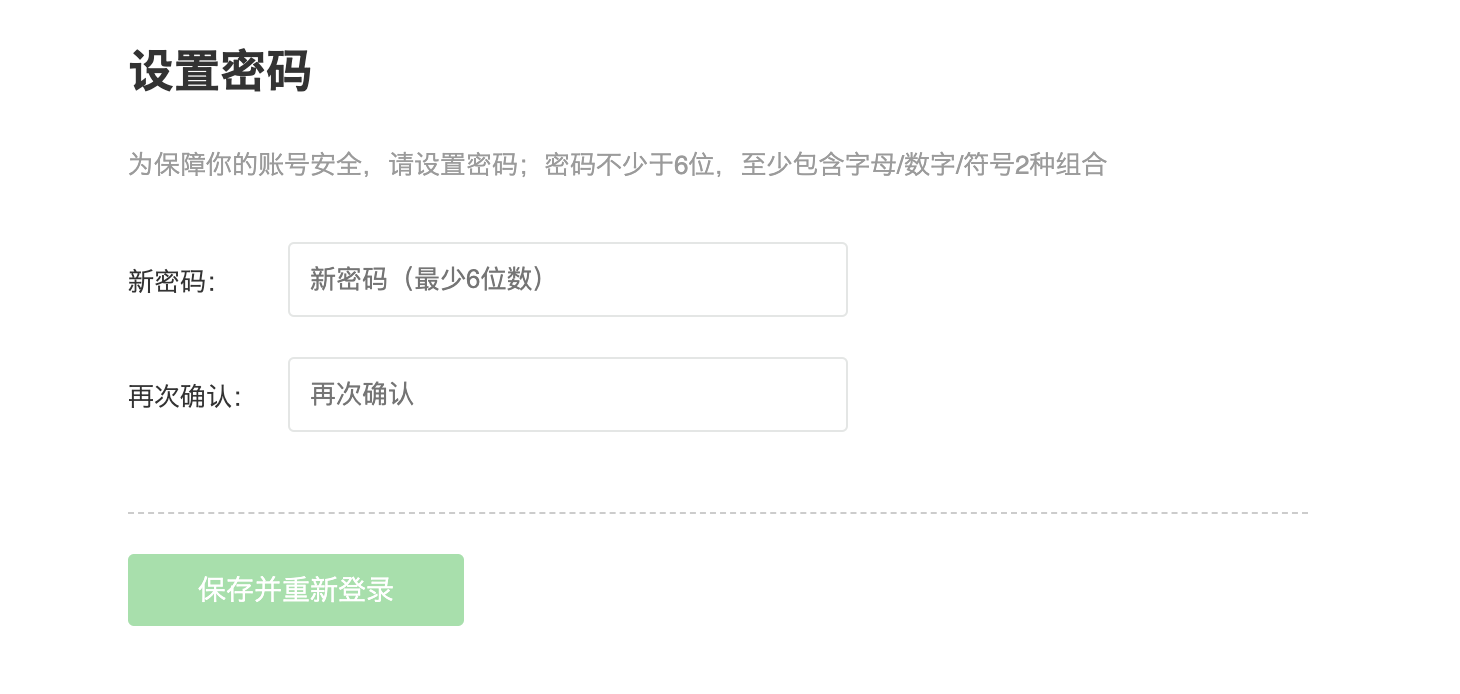 设置密码
为保障你的账号安全，请设置密码；密码不少于6位，至少包含字母/数字/符号2种组合
新密码： 新密码（最少6位数）
再次确认： 再次确认
保存并重新登录